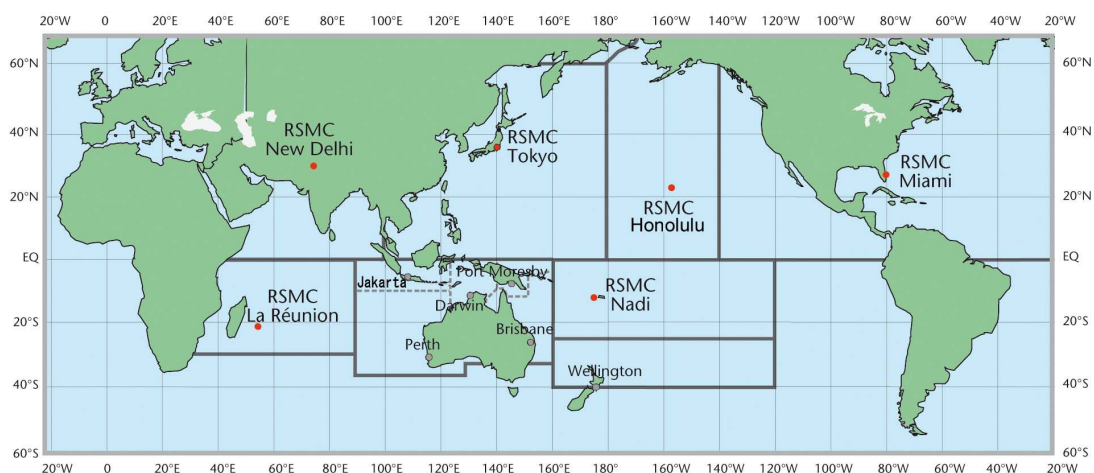 20°W 0 20°E 40°E 60°E 80°E 100°E 120°E 140°E 160°E 180° 160°W 140°W 120°W 100°W 80°W 60°W 40°W 20°W
60°N 60°N
40°N 40°N
RSMC
New Delhi
RSMC
Tokyo
RSMC
Miami
20°N 20°N
RSMC
Honolulu
EQ EQ
Jakarta
Port Moresby
RSMC
La Réunion
RSMC
Nadi
Darwin
20°S 20°S
Brisbane
Perth
Wellington
40°S 40°S
60°S 60°S
20°W 0 20°E 40°E 60°E 80°E 100°E 120°E 140°E 160°E 180° 160°W 140°W 120°W 100°W 80°W 60°W 40°W 20°W